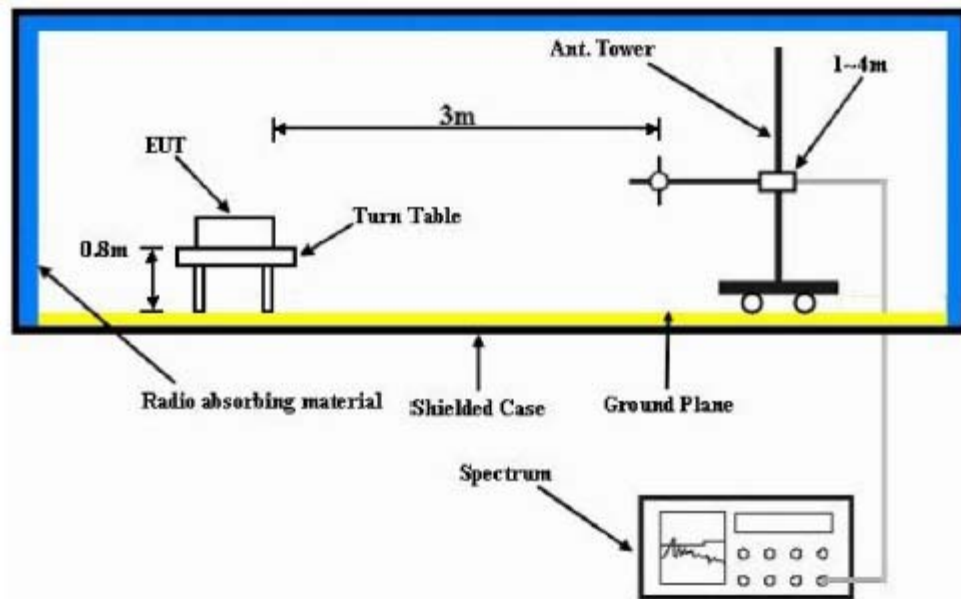 Ant. Tower
1~4m
3m
EUT
Turn Table
0.8m
Radio absorbing material
Shielded Case
Ground Plane
Spectrum